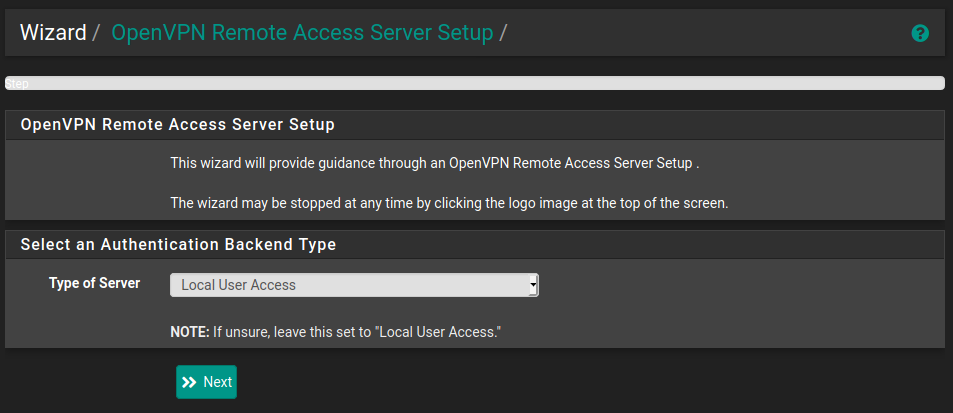 Wizard / OpenVPN Remote Access Server Setup /
Step
OpenVPN Remote Access Server Setup
This wizard will provide guidance through an OpenVPN Remote Access Server Setup .
The wizard may be stopped at any time by clicking the logo image at the top of the screen.
Select an Authentication Backend Type
Type of Server Local User Access
NOTE: If unsure, leave this set to "Local User Access."
Next